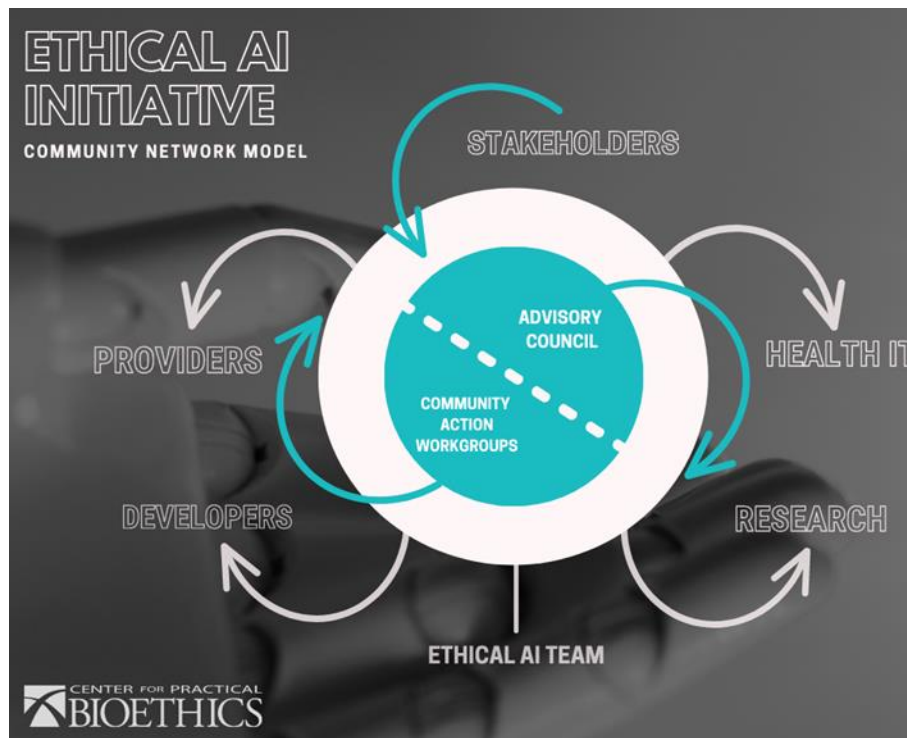 ETHICAL AI
INITIATIVE
COMMUNITY NETWORK MODEL
STAKEHOLDERS
ADVISORY
COUNCIL
PROVIDERS
HEALTH IT
COMMUNITY
ACTION
WORKGROUPS
DEVELOPERS
RESEARCH
ETHICAL AI TEAM
CENTER FOR PRACTICAL
BIOETHICS